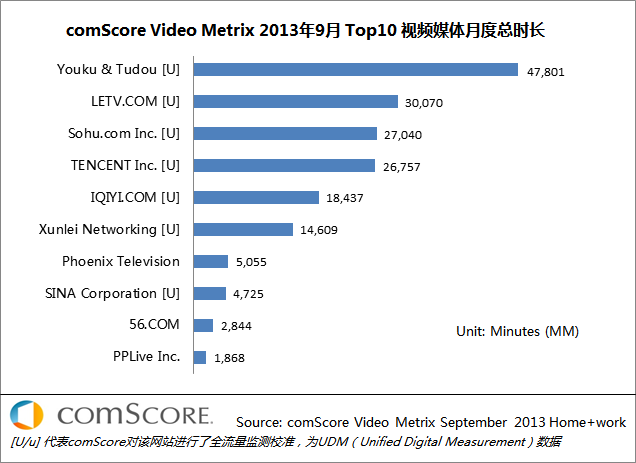 comScore Video Metrix 2013年9月 Top10 视频媒体月度总时长
Youku & Tudou [U] 47,801
LETV.COM [U] 30,070
Sohu.com Inc. [U] 27,040
TENCENT Inc. [U] 26,757
IQIYI.COM [U] 18,437
Xunlei Networking [U] 14,609
Phoenix Television 5,055
SINA Corporation [U] 4,725
56.COM 2,844
Unit: Minutes (MM)
PPLive Inc. 1,868
comSCORE.
Source: comScore Video Metrix September 2013 Home+work
[U/u] 代表comScore对该网站进行了全流量监测校准，为UDM（Unified Digital Measurement）数据